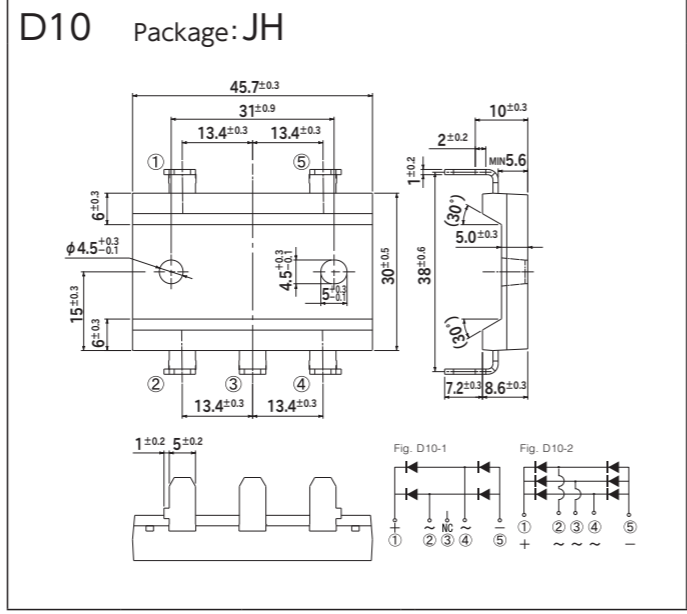 D10 Package: JH
45.7±0.3
31±0.9
13.4±0.3 13.4±0.3
① ⑤
6±0.3
φ4.5+0.3-0.1
4.5+0.3-0.1
5+0.3-0.1
15±0.3
6±0.3
30±0.5
② ③ ④
13.4±0.3 13.4±0.3
10±0.3
2±0.2
MIN5.6
1±0.2
(30°)
5.0±0.3
38±0.6
(30°)
7.2±0.3 8.6±0.3
1±0.2 5±0.2
Fig. D10-1
+ ~ NC ~ −
① ② ③ ④ ⑤
Fig. D10-2
① ② ③ ④ ⑤
+ ~ ~ ~ −